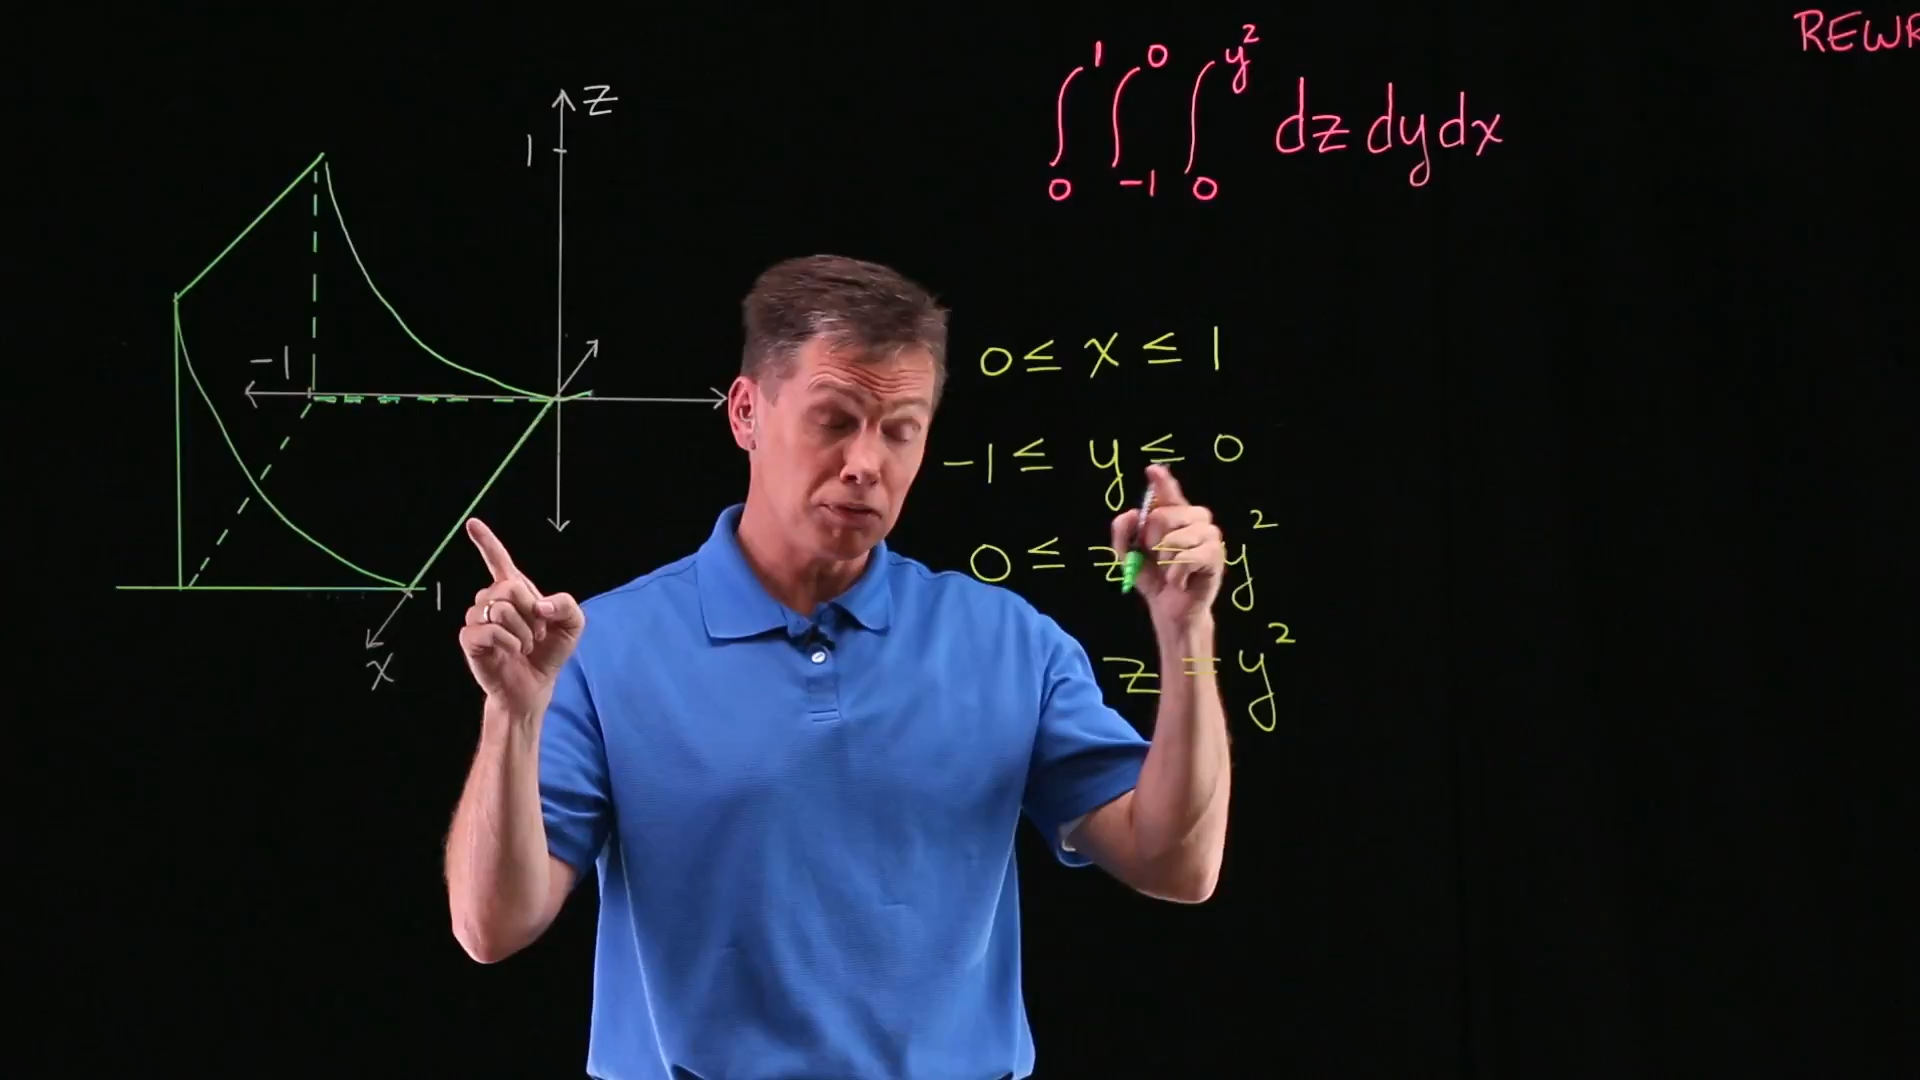 REWR
∫₀¹ ∫₋₁⁰ ∫₀^y² dz dy dx
z
1
-1
1
x
0 ≤ x ≤ 1
-1 ≤ y ≤ 0
0 ≤ z ≤ y²
z = y²